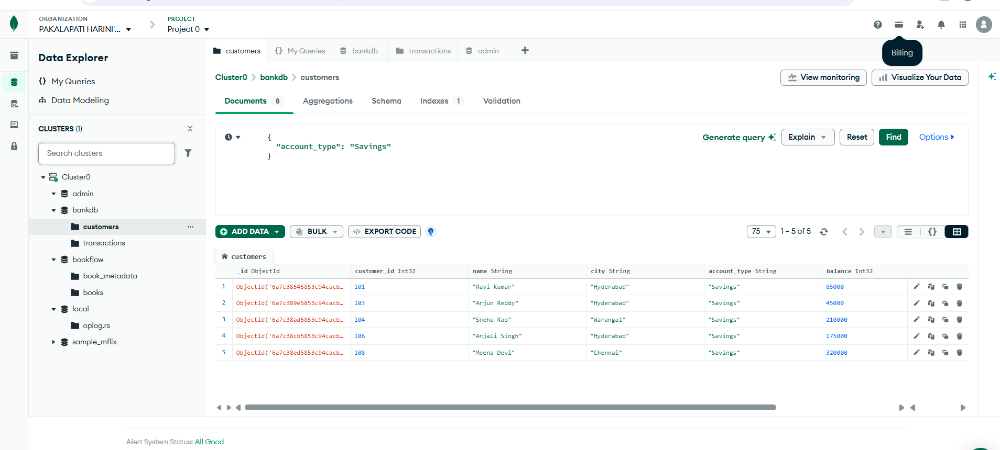 ORGANIZATION
PAKALAPATI HARINI'...
PROJECT
Project 0
Billing
Data Explorer
My Queries
Data Modeling
CLUSTERS (1)
Search clusters
Cluster0
admin
bankdb
customers
transactions
bookflow
book_metadata
books
local
oplog.rs
sample_mflix
customers
{} My Queries
bankdb
transactions
admin
Cluster0 > bankdb > customers
View monitoring
Visualize Your Data
Documents 8
Aggregations
Schema
Indexes 1
Validation
{
"account_type": "Savings"
}
Generate query
Explain
Reset
Find
Options
ADD DATA
BULK
EXPORT CODE
75
1 – 5 of 5
{}
customers
_id ObjectId customer_id Int32 name String city String account_type String balance Int32
1 ObjectId('6a7c38545853c94cacb… 101 "Ravi Kumar" "Hyderabad" "Savings" 85000
2 ObjectId('6a7c389e5853c94cacb… 103 "Arjun Reddy" "Hyderabad" "Savings" 45000
3 ObjectId('6a7c38ad5853c94cacb… 104 "Sneha Rao" "Warangal" "Savings" 210000
4 ObjectId('6a7c38cb5853c94cacb… 106 "Anjali Singh" "Hyderabad" "Savings" 175000
5 ObjectId('6a7c38ed5853c94cacb… 108 "Meena Devi" "Chennai" "Savings" 320000
Alert System Status: All Good